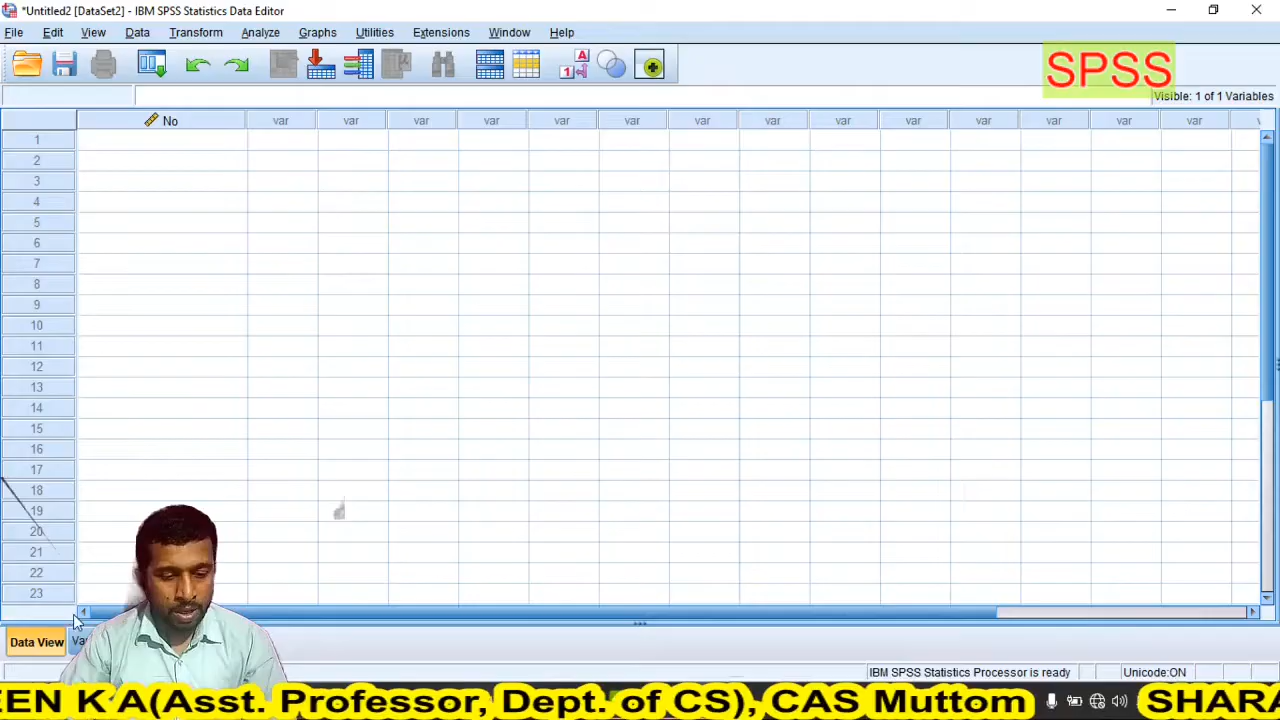 *Untitled2 [DataSet2] - IBM SPSS Statistics Data Editor
File Edit View Data Transform Analyze Graphs Utilities Extensions Window Help
SPSS
Visible: 1 of 1 Variables
No var var var var var var var var var var var var var var
1
2
3
4
5
6
7
8
9
10
11
12
13
14
15
16
17
18
19
20
21
22
23
Data View
IBM SPSS Statistics Processor is ready Unicode:ON
EEN K A(Asst. Professor, Dept. of CS), CAS Muttom SHARA